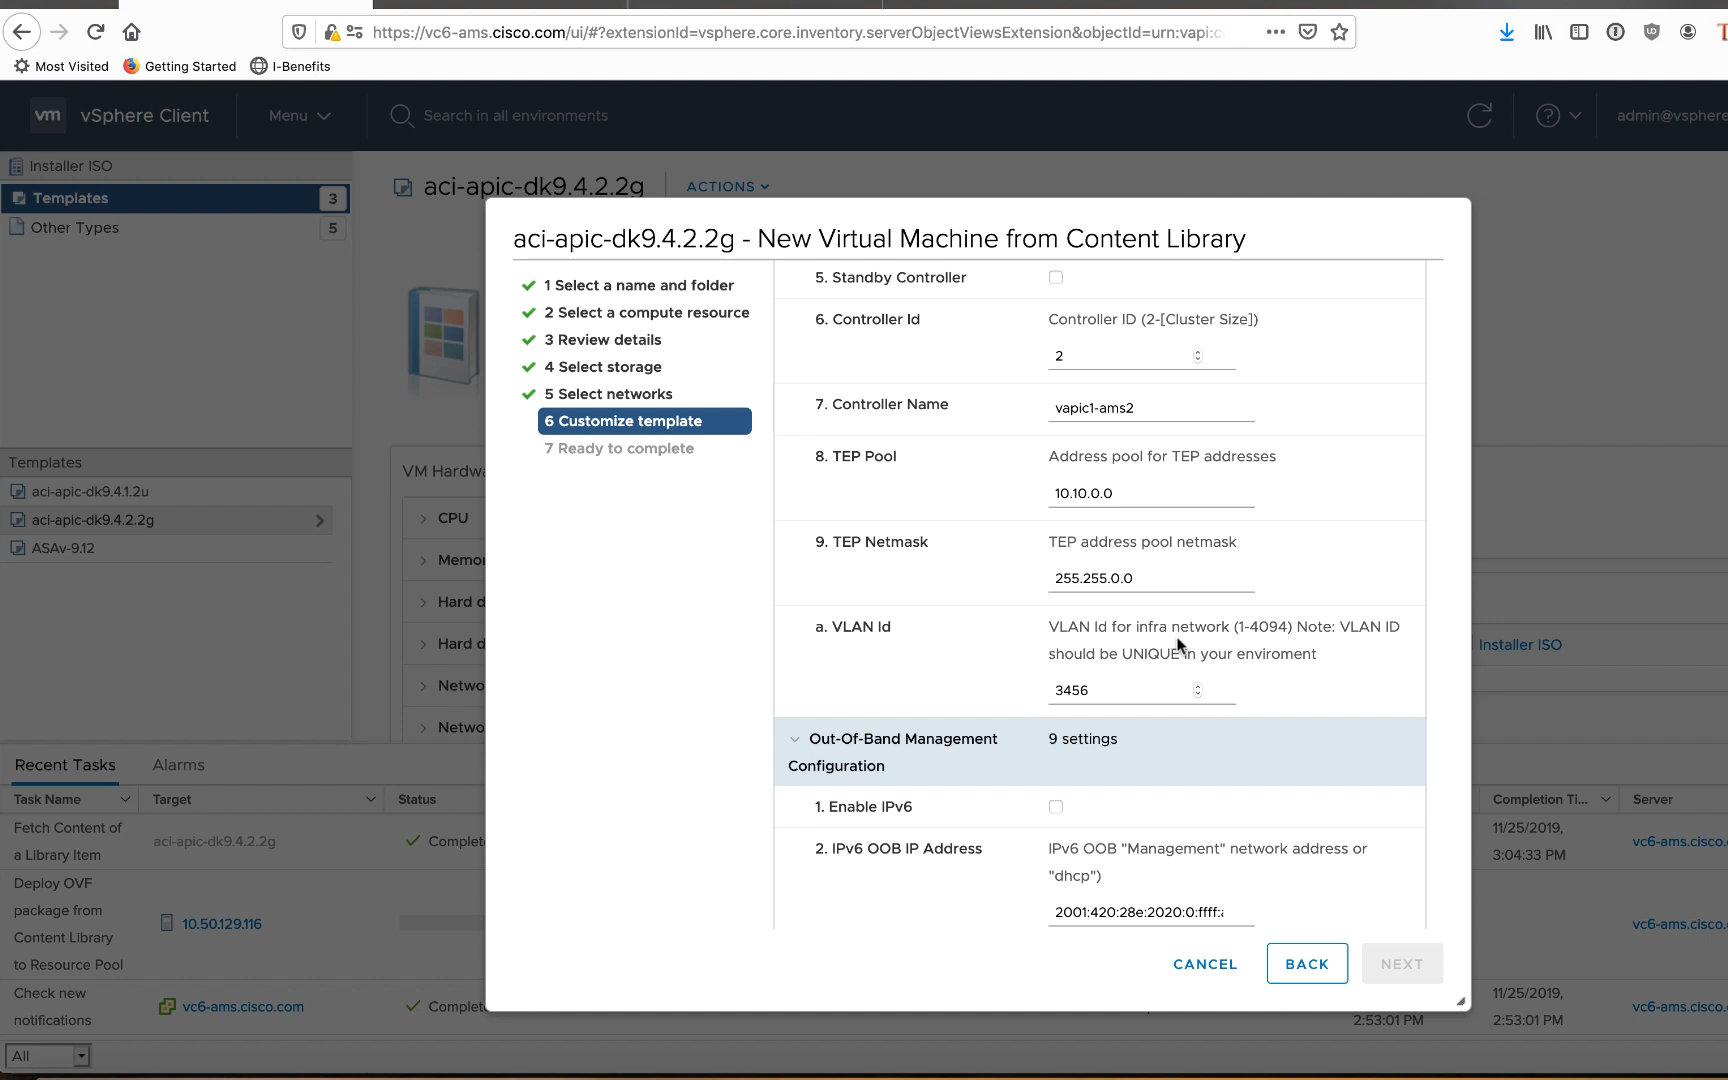 https://vc6-ams.cisco.com/ui/#?extensionId=vsphere.core.inventory.serverObjectViewsExtension&objectId=urn:vapi:c
Most Visited
Getting Started
I-Benefits
vm
vSphere Client
Menu
Search in all environments
admin@vsphere
Installer ISO
Templates
3
Other Types
5
aci-apic-dk9.4.2.2g
ACTIONS
Templates
aci-apic-dk9.4.1.2u
aci-apic-dk9.4.2.2g
ASAv-9.12
VM Hardwa
CPU
Memor
Hard d
Hard d
Netwo
Netwo
Installer ISO
aci-apic-dk9.4.2.2g - New Virtual Machine from Content Library
1 Select a name and folder
2 Select a compute resource
3 Review details
4 Select storage
5 Select networks
6 Customize template
7 Ready to complete
5. Standby Controller
6. Controller Id
Controller ID (2-[Cluster Size])
2
7. Controller Name
vapic1-ams2
8. TEP Pool
Address pool for TEP addresses
10.10.0.0
9. TEP Netmask
TEP address pool netmask
255.255.0.0
a. VLAN Id
VLAN Id for infra network (1-4094) Note: VLAN ID
should be UNIQUE in your enviroment
3456
Out-Of-Band Management
Configuration
9 settings
1. Enable IPv6
2. IPv6 OOB IP Address
IPv6 OOB "Management" network address or
"dhcp")
2001:420:28e:2020:0:ffff:
CANCEL
BACK
NEXT
Recent Tasks
Alarms
Task Name
Target
Status
Completion Ti...
Server
Fetch Content of
a Library Item
aci-apic-dk9.4.2.2g
Complet
11/25/2019,
3:04:33 PM
vc6-ams.cisco.
Deploy OVF
package from
Content Library
to Resource Pool
10.50.129.116
vc6-ams.cisco.
Check new
notifications
vc6-ams.cisco.com
Complet
2:53:01 PM
11/25/2019,
2:53:01 PM
vc6-ams.cisco.
All